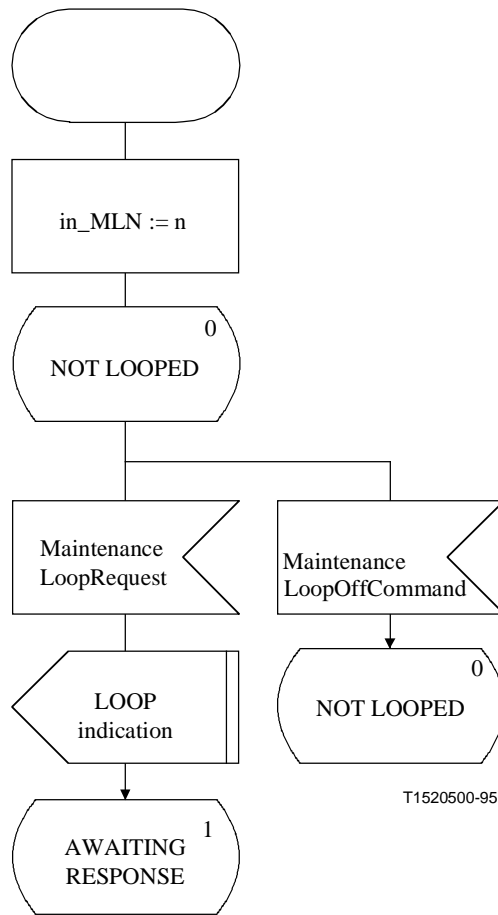 in_MLN := n
0
NOT LOOPED
Maintenance
LoopRequest
Maintenance
LoopOffCommand
0
NOT LOOPED
LOOP
indication
T1520500-95
1
AWAITING
RESPONSE